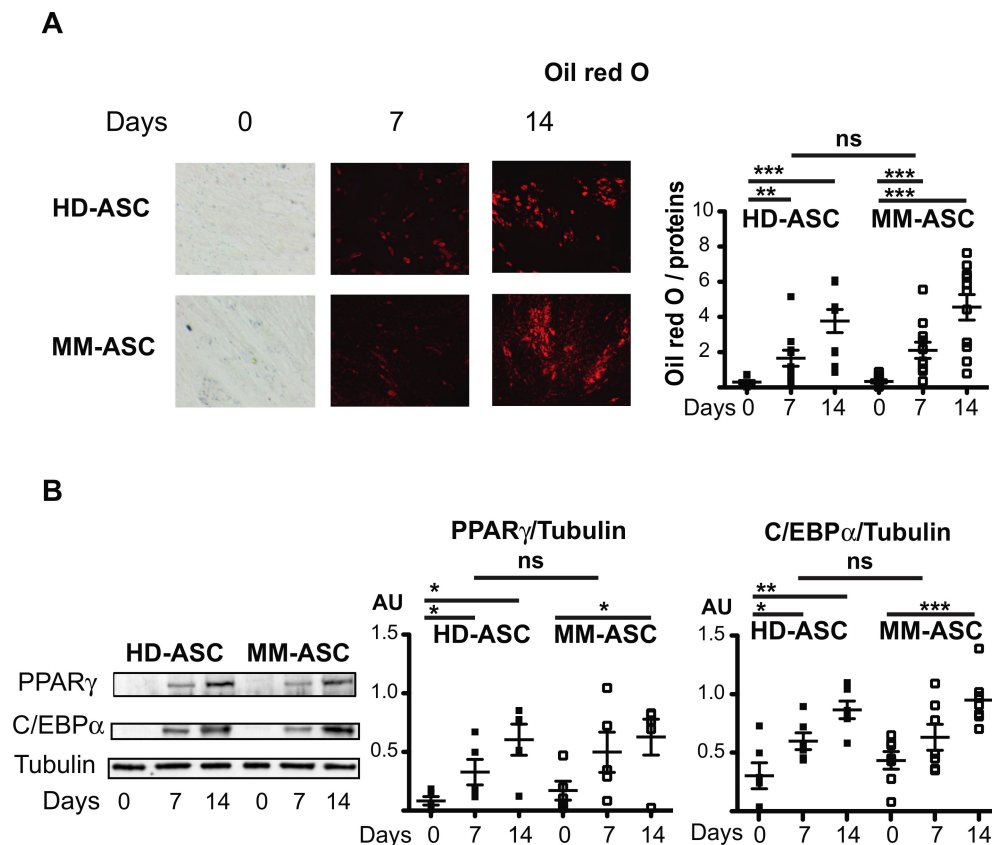 A
Oil red O
Days 0 7 14
HD-ASC
MM-ASC
ns
*** ***
** ***
HD-ASC MM-ASC
Oil red O / proteins
10
8
6
4
2
Days 0 7 14 0 7 14
B
HD-ASC MM-ASC
PPARγ
C/EBPα
Tubulin
Days 0 7 14 0 7 14
PPARγ/Tubulin
ns
*
* *
AU
HD-ASC MM-ASC
1.5
1.0
0.5
Days 0 7 14 0 7 14
C/EBPα/Tubulin
ns
**
* ***
AU
HD-ASC MM-ASC
1.5
1.0
0.5
Days 0 7 14 0 7 14